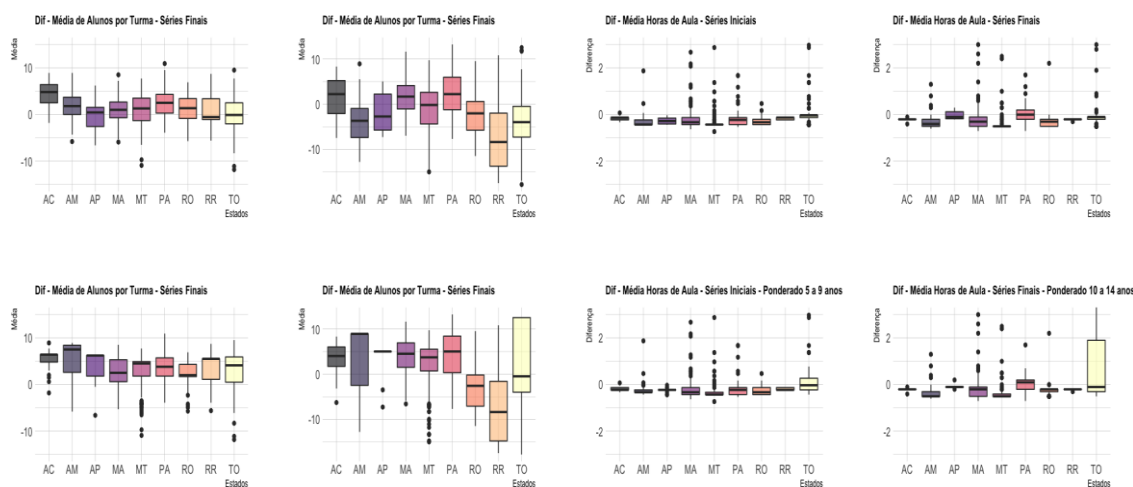 Dif - Média de Alunos por Turma - Séries Finais
Média
10
0
-10
AC AM AP MA MT PA RO RR TO
Estados
Dif - Média de Alunos por Turma - Séries Finais
Média
10
5
0
-5
-10
AC AM AP MA MT PA RO RR TO
Estados
Dif - Média Horas de Aula - Séries Iniciais
Diferença
2
0
-2
AC AM AP MA MT PA RO RR TO
Estados
Dif - Média Horas de Aula - Séries Finais
Diferença
2
0
-2
AC AM AP MA MT PA RO RR TO
Estados
Dif - Média de Alunos por Turma - Séries Finais
Média
10
0
-10
AC AM AP MA MT PA RO RR TO
Estados
Dif - Média de Alunos por Turma - Séries Finais
Média
10
5
0
-5
-10
AC AM AP MA MT PA RO RR TO
Estados
Dif - Média Horas de Aula - Séries Iniciais - Ponderado 5 a 9 anos
Diferença
2
0
-2
AC AM AP MA MT PA RO RR TO
Estados
Dif - Média Horas de Aula - Séries Finais - Ponderado 10 a 14 anos
Diferença
2
0
-2
AC AM AP MA MT PA RO RR TO
Estados